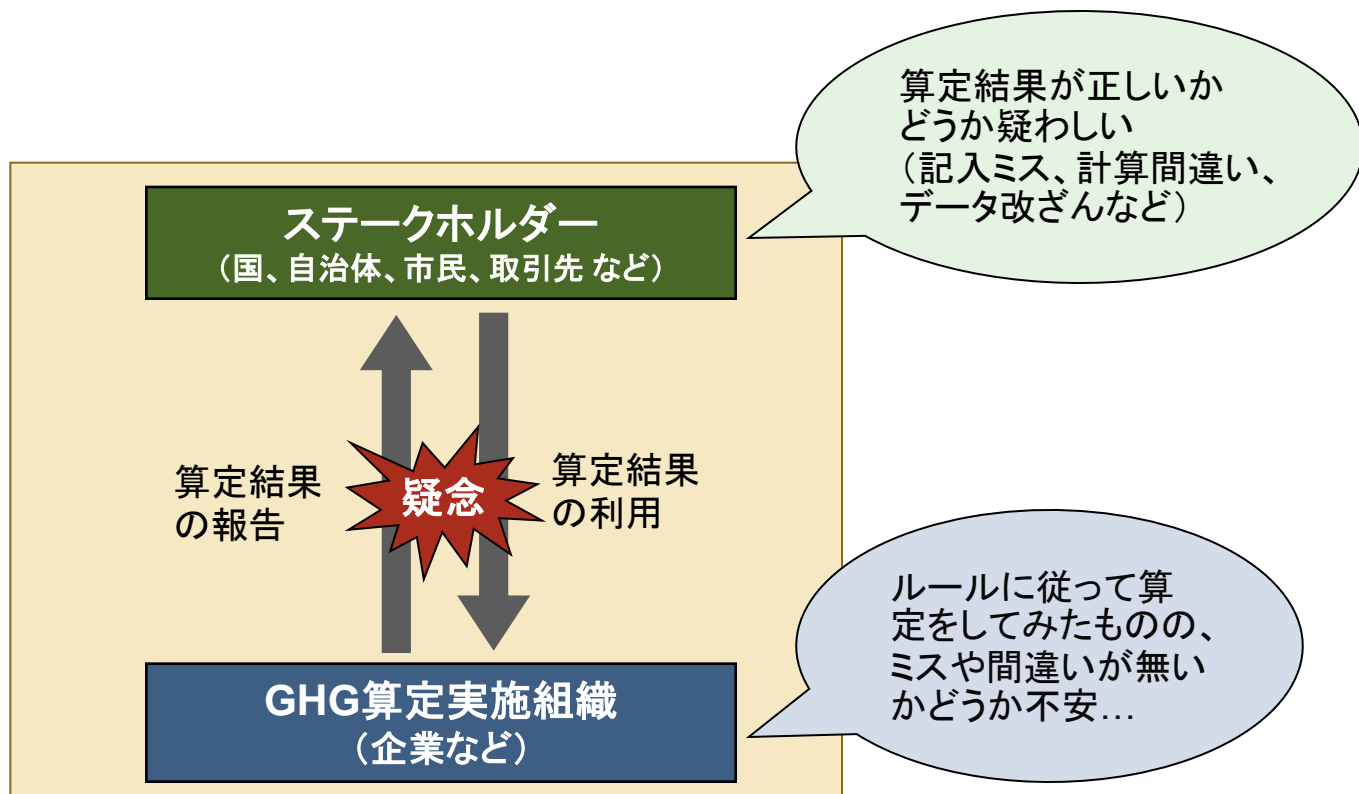 算定結果が正しいか
どうか疑わしい
（記入ミス、計算間違い、
データ改ざんなど）
ステークホルダー
（国、自治体、市民、取引先 など）
算定結果
の報告
疑念
算定結果
の利用
ルールに従って算
定をしてみたものの、
ミスや間違いが無い
かどうか不安…
GHG算定実施組織
（企業など）